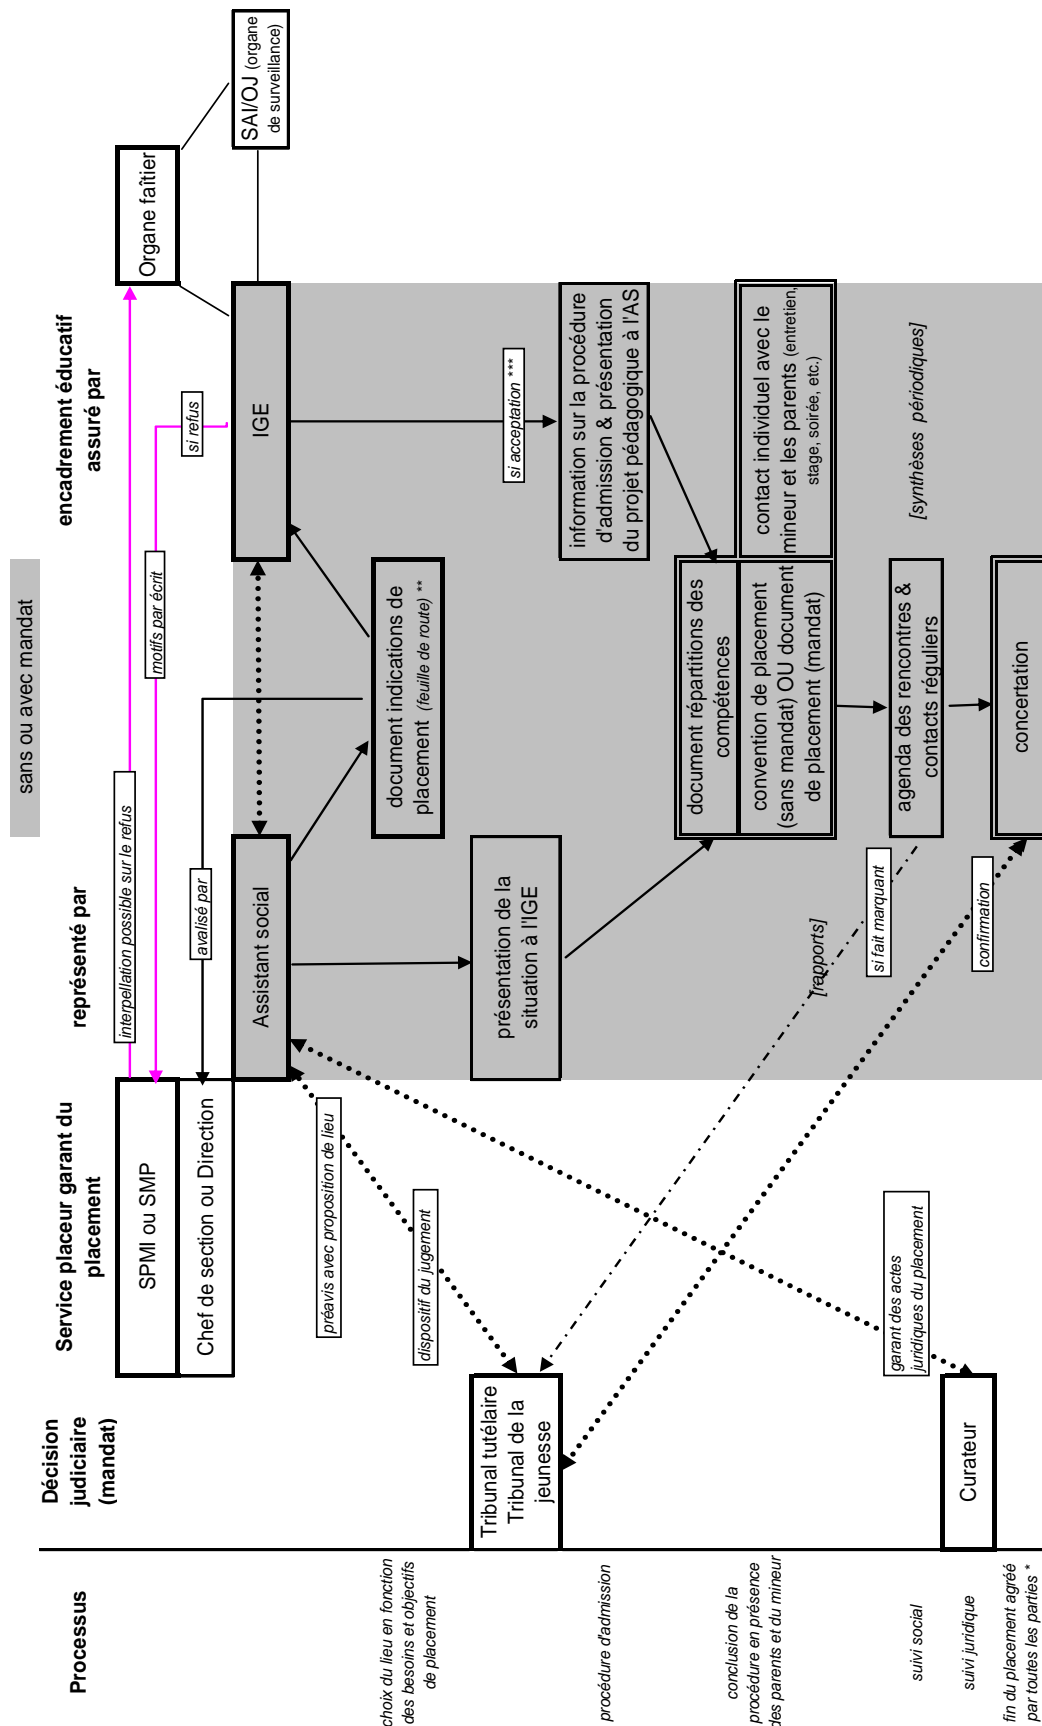 sans ou avec mandat
Processus
Décision
judiciaire
(mandat)
Service placeur garant du
placement
représenté par
encadrement éducatif
assuré par
SPMI ou SMP
interpellation possible sur le refus
Organe faîtier
motifs par écrit
si refus
Chef de section ou Direction
avalisé par
Assistant social
IGE
SAI/OJ (organe
de surveillance)
choix du lieu en fonction
des besoins et objectifs
de placement
préavis avec proposition de lieu
dispositif du jugement
document indications de
placement (feuille de route) **
Tribunal tutélaire
Tribunal de la
jeunesse
présentation de la
situation à l'IGE
si acceptation ***
procédure d'admission
information sur la procédure
d'admission & présentation
du projet pédagogique à l'AS
document répartitions des
compétences
conclusion de la
procédure en présence
des parents et du mineur
convention de placement
(sans mandat) OU document
de placement (mandat)
contact individuel avec le
mineur et les parents (entretien,
stage, soirée, etc.)
[rapports]
si fait marquant
suivi social
garant des actes
juridiques du placement
agenda des rencontres &
contacts réguliers
[synthèses périodiques]
suivi juridique
Curateur
confirmation
fin du placement agréé
par toutes les parties *
concertation